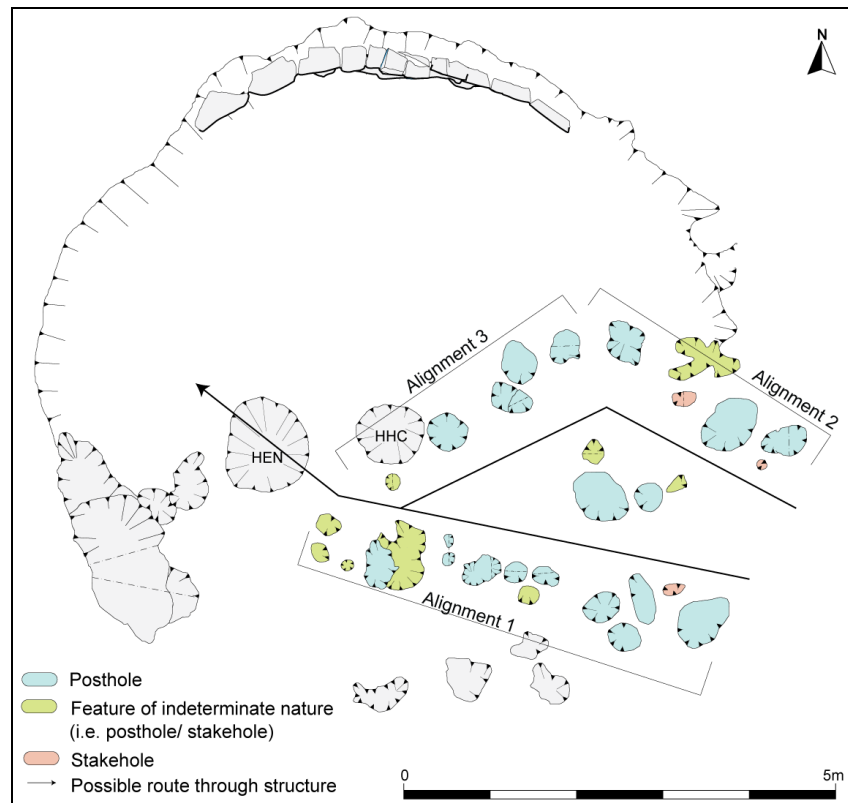 N
Alignment 3
Alignment 2
HHC
HEN
Alignment 1
Posthole
Feature of indeterminate nature
(i.e. posthole/ stakehole)
Stakehole
Possible route through structure
0
5m